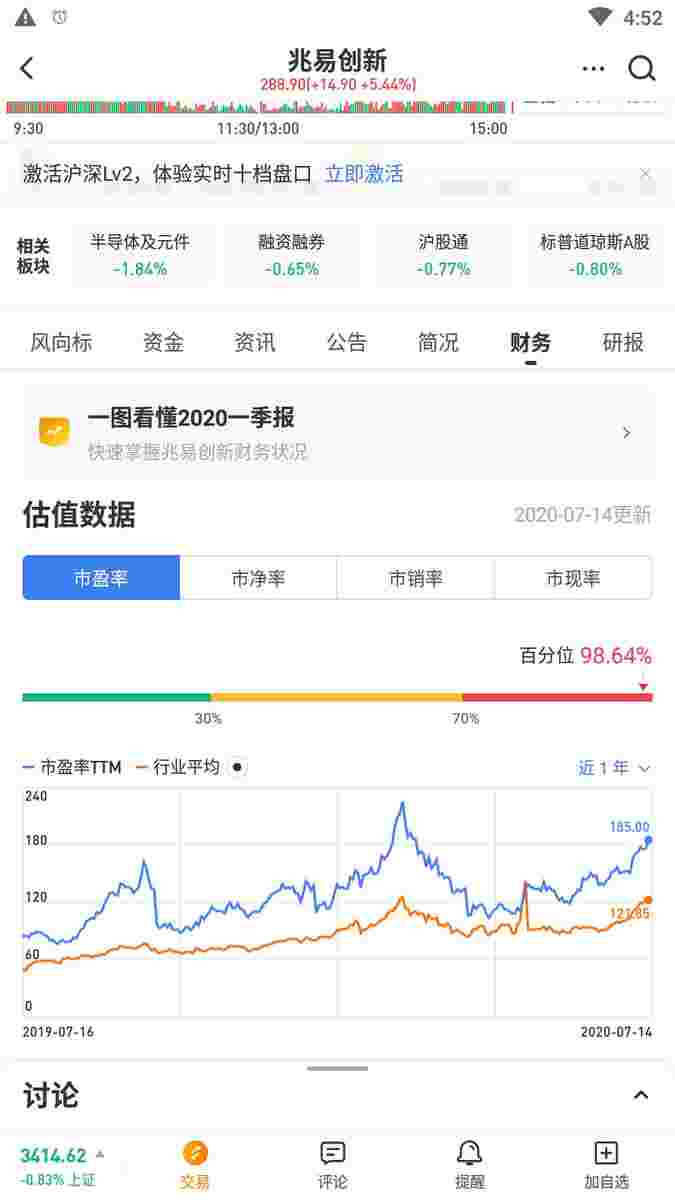 4:52
兆易创新
288.90(+14.90 +5.44%)
9:30 11:30/13:00 15:00
激活沪深Lv2，体验实时十档盘口 立即激活
相关板块
半导体及元件 融资融券 沪股通 标普道琼斯A股
-1.84% -0.65% -0.77% -0.80%
风向标 资金 资讯 公告 简况 财务 研报
一图看懂2020一季报
快速掌握兆易创新财务状况
估值数据 2020-07-14更新
市盈率 市净率 市销率 市现率
百分位 98.64%
30% 70%
市盈率TTM 行业平均 近1年
240
180
120
60
0
185.00
121.85
2019-07-16 2020-07-14
讨论
3414.62
-0.83% 上证
交易 评论 提醒 加自选